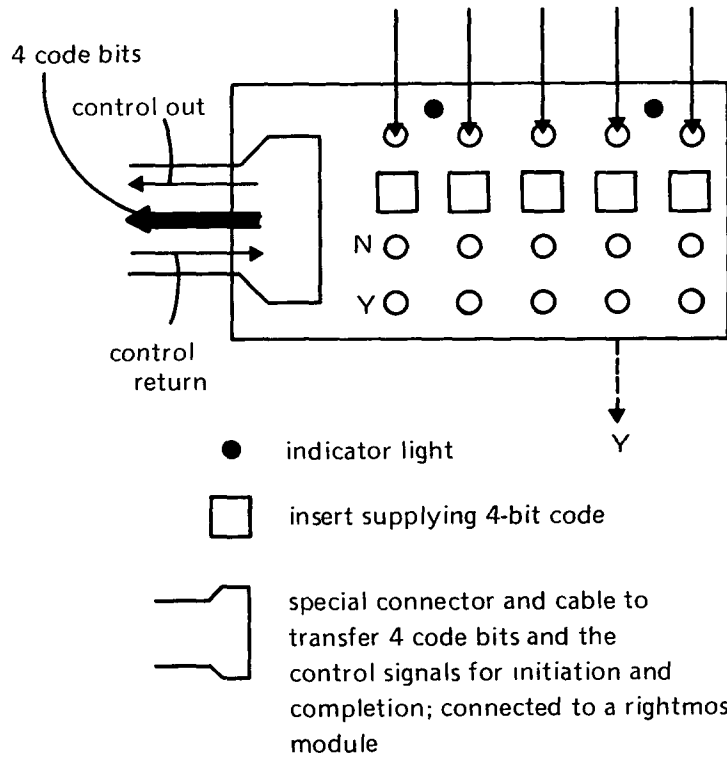 4 code bits
control out
N
Y
control
return
Y
indicator light
insert supplying 4-bit code
special connector and cable to
transfer 4 code bits and the
control signals for initiation and
completion; connected to a rightmos
module